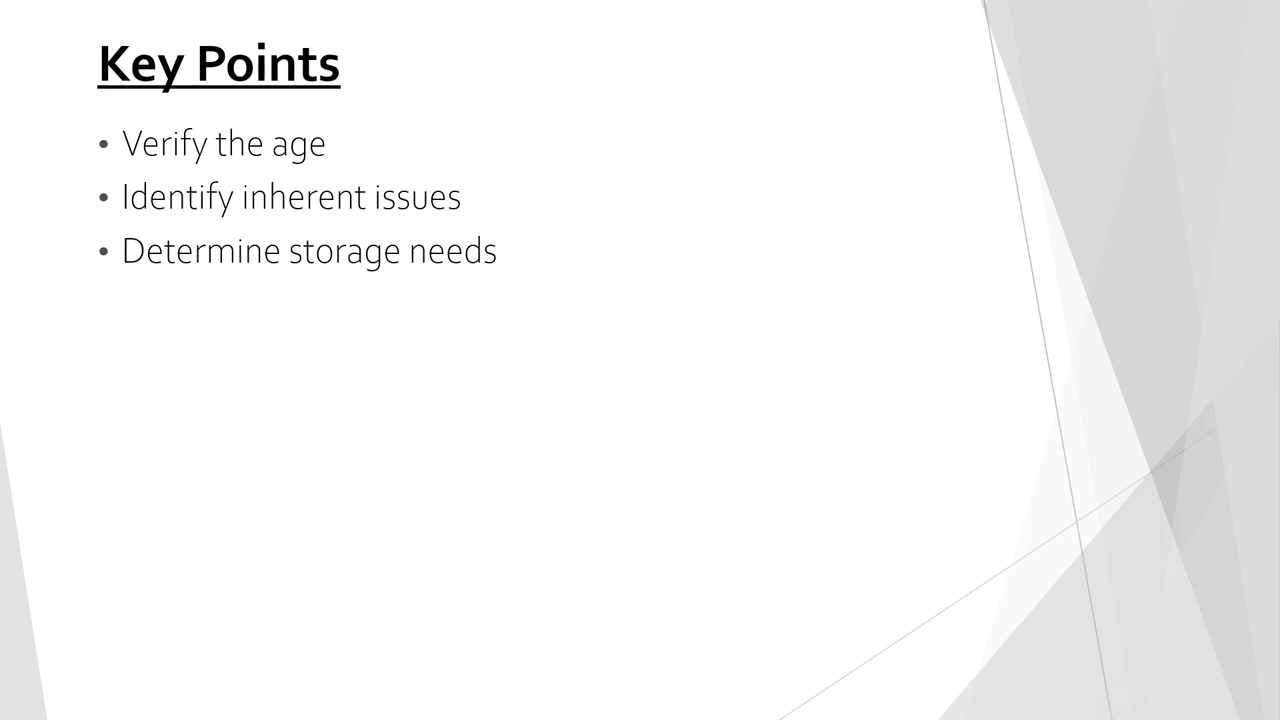 Key Points
• Verify the age
• Identify inherent issues
• Determine storage needs